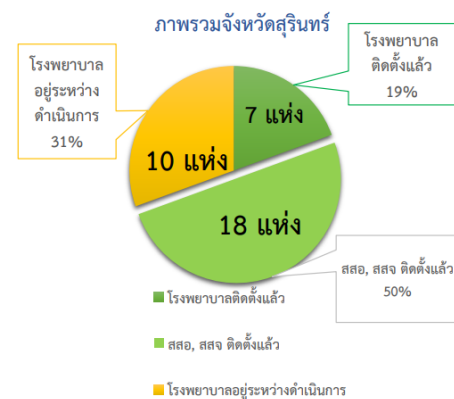 ภาพรวมจังหวัดสุรินทร์
โรงพยาบาล
ติดตั้งแล้ว
19%
โรงพยาบาล
อยู่ระหว่าง
ดำเนินการ
31%
7 แห่ง
10 แห่ง
18 แห่ง
สสอ, สสจ ติดตั้งแล้ว
50%
โรงพยาบาลติดตั้งแล้ว
สสอ, สสจ ติดตั้งแล้ว
โรงพยาบาลอยู่ระหว่างดำเนินการ